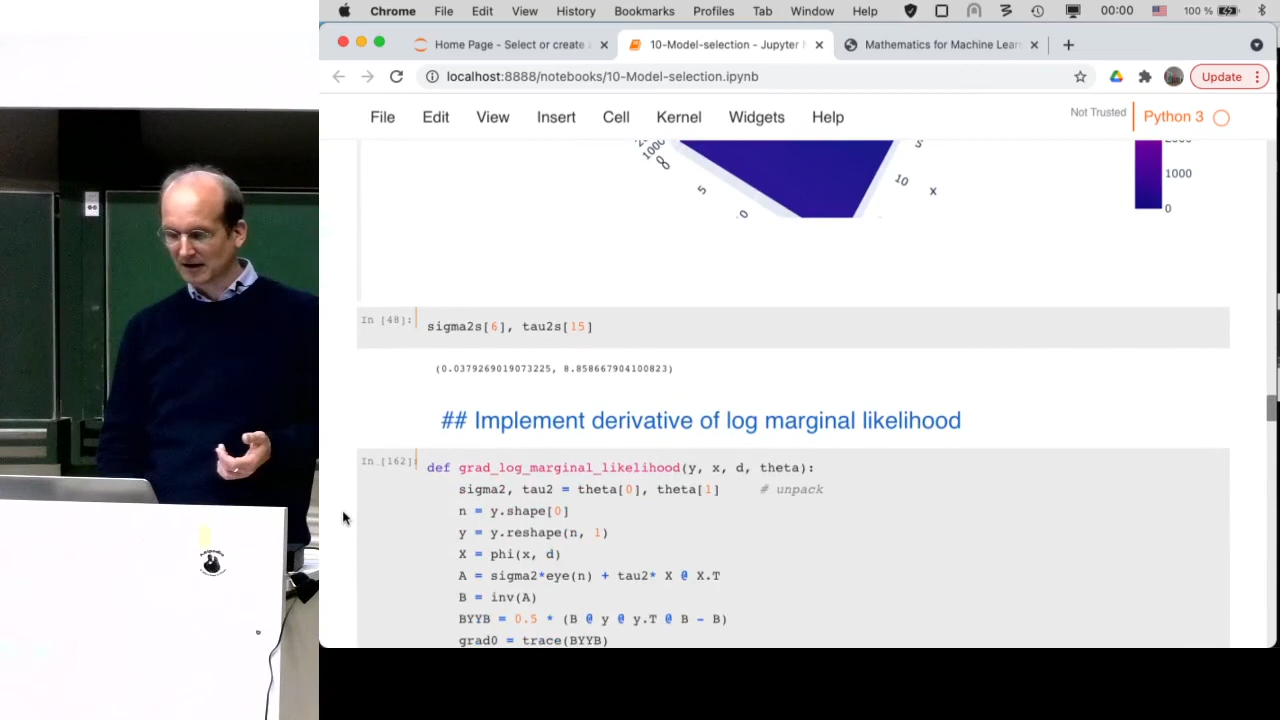 Chrome File Edit View History Bookmarks Profiles Tab Window Help 00:00 100 %
Home Page - Select or create a
10-Model-selection - Jupyter
Mathematics for Machine Lear
localhost:8888/notebooks/10-Model-selection.ipynb
Update
File Edit View Insert Cell Kernel Widgets Help
Not Trusted
Python 3
1000
0
5
5
10
x
1000
0
In [48]:
sigma2s[6], tau2s[15]
(0.0379269019073225, 8.858667904100823)
## Implement derivative of log marginal likelihood
In [162]:
def grad_log_marginal_likelihood(y, x, d, theta):
sigma2, tau2 = theta[0], theta[1] # unpack
n = y.shape[0]
y = y.reshape(n, 1)
X = phi(x, d)
A = sigma2*eye(n) + tau2* X @ X.T
B = inv(A)
BYYB = 0.5 * (B @ y @ y.T @ B - B)
grad0 = trace(BYYB)